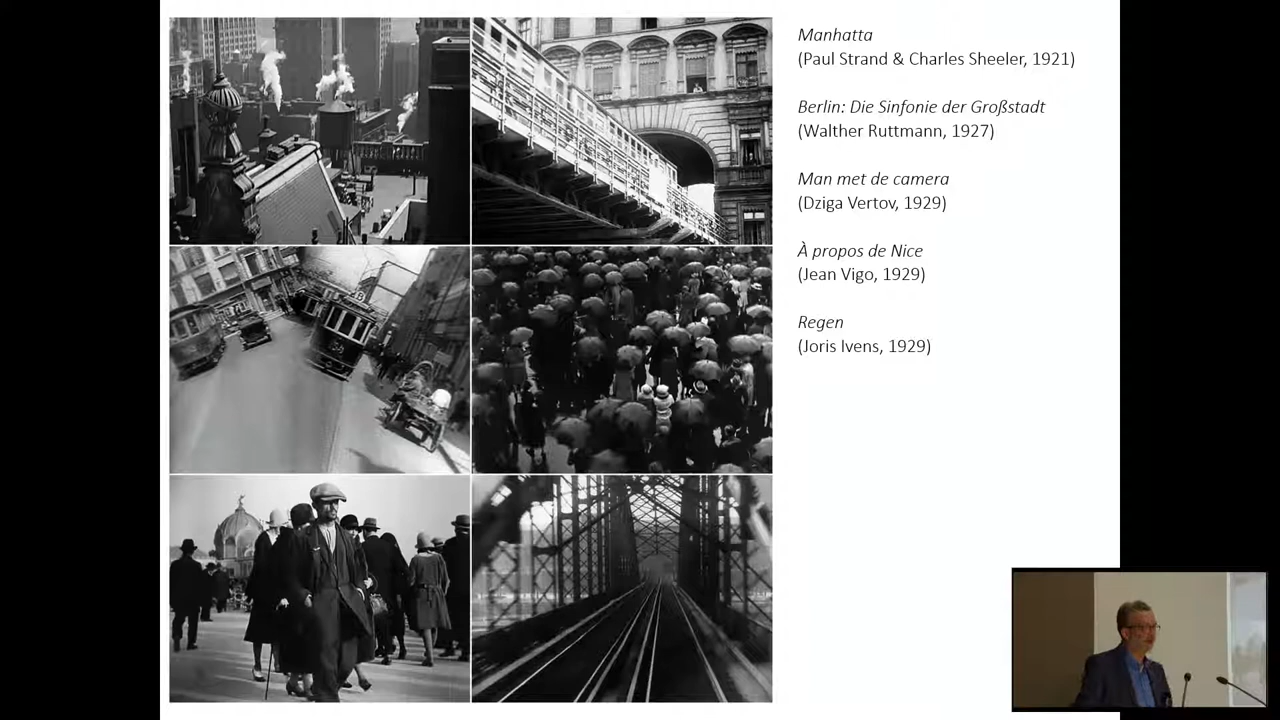 Manhatta
(Paul Strand & Charles Sheeler, 1921)
Berlin: Die Sinfonie der Großstadt
(Walther Ruttmann, 1927)
Man met de camera
(Dziga Vertov, 1929)
À propos de Nice
(Jean Vigo, 1929)
Regen
(Joris Ivens, 1929)